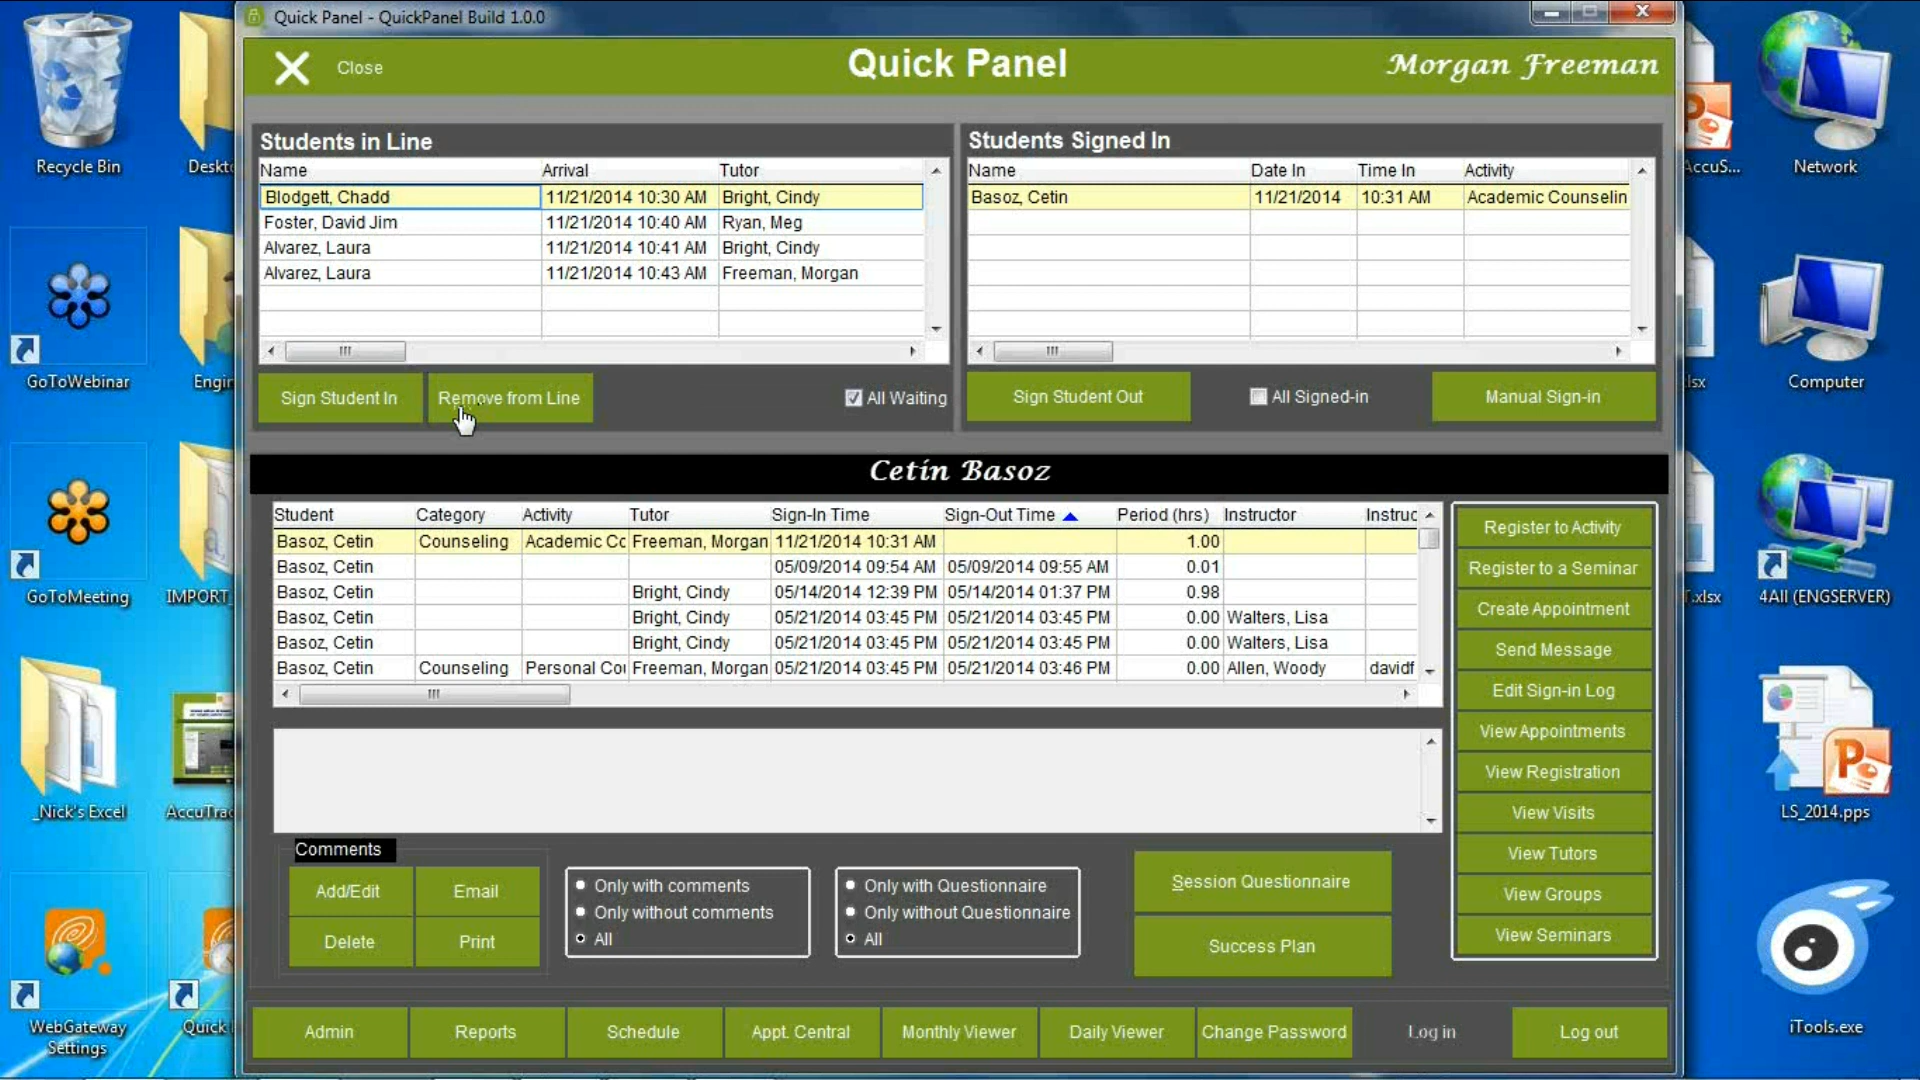 Quick Panel - QuickPanel Build 1.0.0
Close
Quick Panel
Morgan Freeman
Students in Line
Name Arrival Tutor
Blodgett, Chadd 11/21/2014 10:30 AM Bright, Cindy
Foster, David Jim 11/21/2014 10:40 AM Ryan, Meg
Alvarez, Laura 11/21/2014 10:41 AM Bright, Cindy
Alvarez, Laura 11/21/2014 10:43 AM Freeman, Morgan
Sign Student In
Remove from Line
All Waiting
Students Signed In
Name Date In Time In Activity
Basoz, Cetin 11/21/2014 10:31 AM Academic Counselin
Sign Student Out
All Signed-in
Manual Sign-in
Cetin Basoz
Student Category Activity Tutor Sign-In Time Sign-Out Time Period (hrs) Instructor Instruc
Basoz, Cetin Counseling Academic Cc Freeman, Morgan 11/21/2014 10:31 AM 1.00
Basoz, Cetin 05/09/2014 09:54 AM 05/09/2014 09:55 AM 0.01
Basoz, Cetin Bright, Cindy 05/14/2014 12:39 PM 05/14/2014 01:37 PM 0.98
Basoz, Cetin Bright, Cindy 05/21/2014 03:45 PM 05/21/2014 03:45 PM 0.00 Walters, Lisa
Basoz, Cetin Bright, Cindy 05/21/2014 03:45 PM 05/21/2014 03:45 PM 0.00 Walters, Lisa
Basoz, Cetin Counseling Personal Cou Freeman, Morgan 05/21/2014 03:45 PM 05/21/2014 03:46 PM 0.00 Allen, Woody davidf
Register to Activity
Register to a Seminar
Create Appointment
Send Message
Edit Sign-in Log
View Appointments
View Registration
View Visits
View Tutors
View Groups
View Seminars
Comments
Add/Edit
Email
Delete
Print
Only with comments
Only without comments
All
Only with Questionnaire
Only without Questionnaire
All
Session Questionnaire
Success Plan
Admin
Reports
Schedule
Appt. Central
Monthly Viewer
Daily Viewer
Change Password
Log in
Log out
Recycle Bin
Deskto
GoToWebinar
Engin
GoToMeeting
IMPORT_
_Nick's Excel
AccuTrac
WebGateway
Settings
Quick
AccuS...
Network
lsx
Computer
T.xlsx
4All (ENGSERVER)
LS_2014.pps
iTools.exe